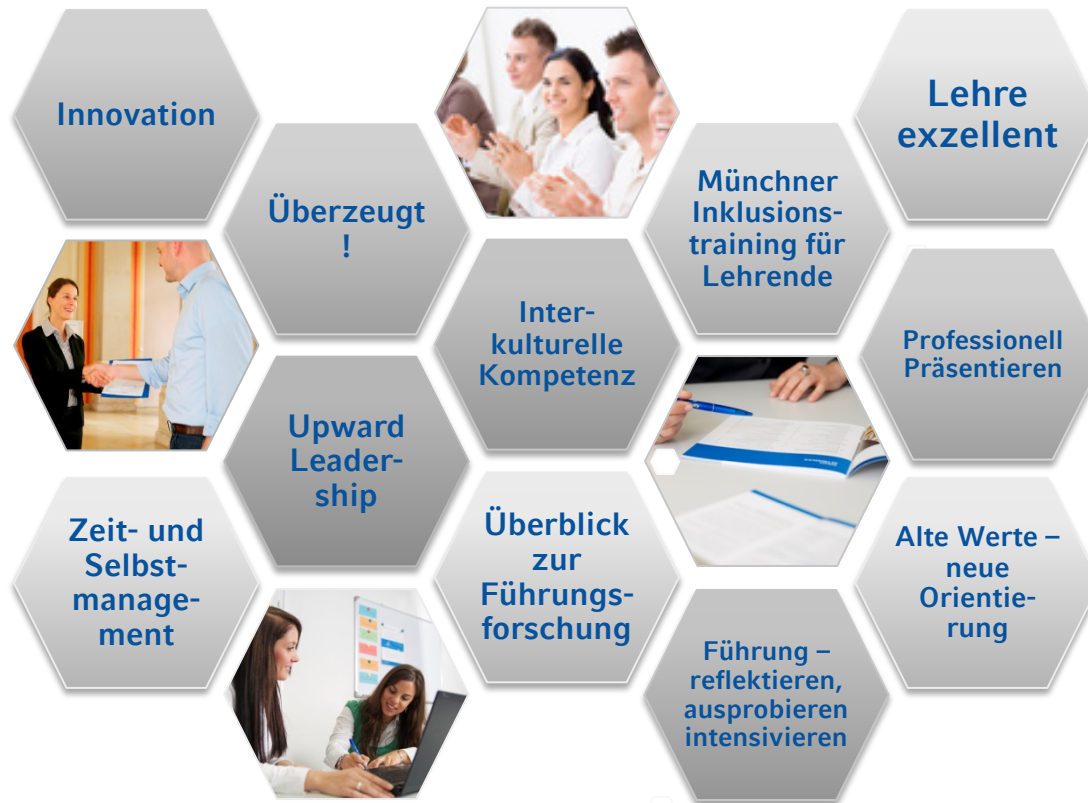 Innovation
Überzeugt
!
Lehre
exzellent
Münchner
Inklusions-
training für
Lehrende
Inter-
kulturelle
Kompetenz
Professionell
Präsentieren
Upward
Leader-
ship
Zeit- und
Selbst-
manage-
ment
Überblick
zur
Führungs-
forschung
Alte Werte –
neue
Orientie-
rung
Führung –
reflektieren,
ausprobieren
intensivieren